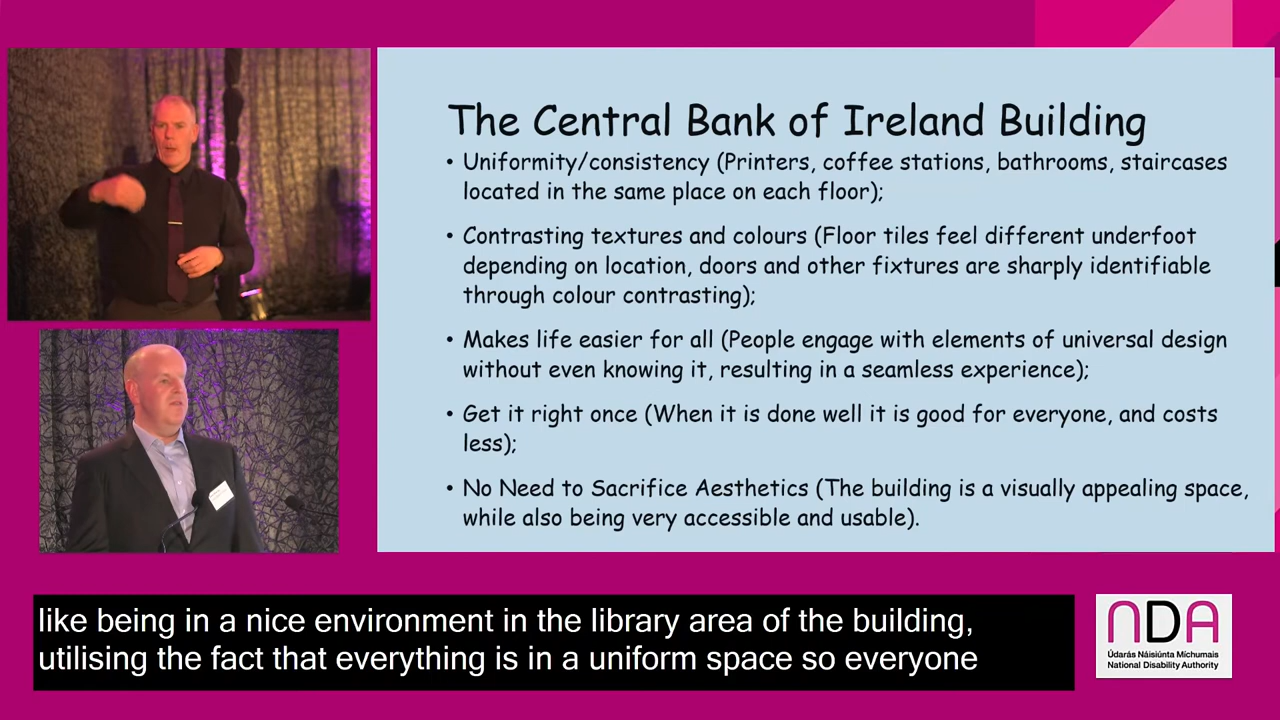 The Central Bank of Ireland Building
• Uniformity/consistency (Printers, coffee stations, bathrooms, staircases
located in the same place on each floor);
• Contrasting textures and colours (Floor tiles feel different underfoot
depending on location, doors and other fixtures are sharply identifiable
through colour contrasting);
• Makes life easier for all (People engage with elements of universal design
without even knowing it, resulting in a seamless experience);
• Get it right once (When it is done well it is good for everyone, and costs
less);
• No Need to Sacrifice Aesthetics (The building is a visually appealing space,
while also being very accessible and usable).
like being in a nice environment in the library area of the building,
utilising the fact that everything is in a uniform space so everyone
NDA
Údarás Náisiúnta Míchumais
National Disability Authority